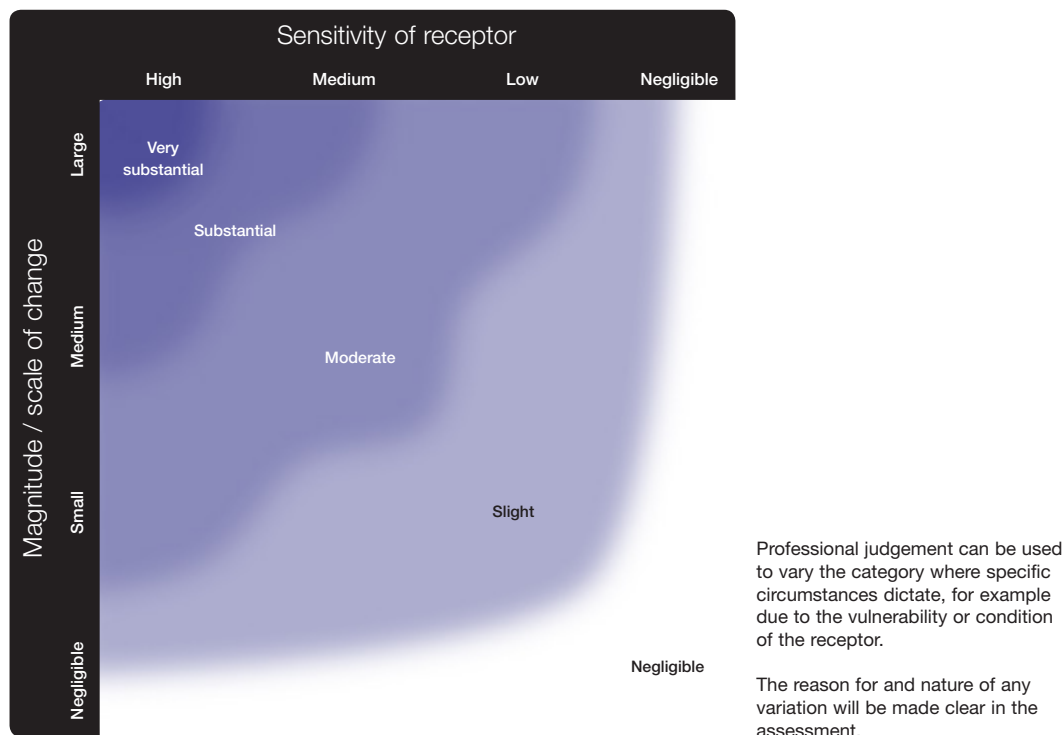 Sensitivity of receptor
High Medium Low Negligible
Magnitude / scale of change
Large
Medium
Small
Negligible
Very
substantial
Substantial
Moderate
Slight
Negligible
Professional judgement can be used
to vary the category where specific
circumstances dictate, for example
due to the vulnerability or condition
of the receptor.
The reason for and nature of any
variation will be made clear in the
assessment.